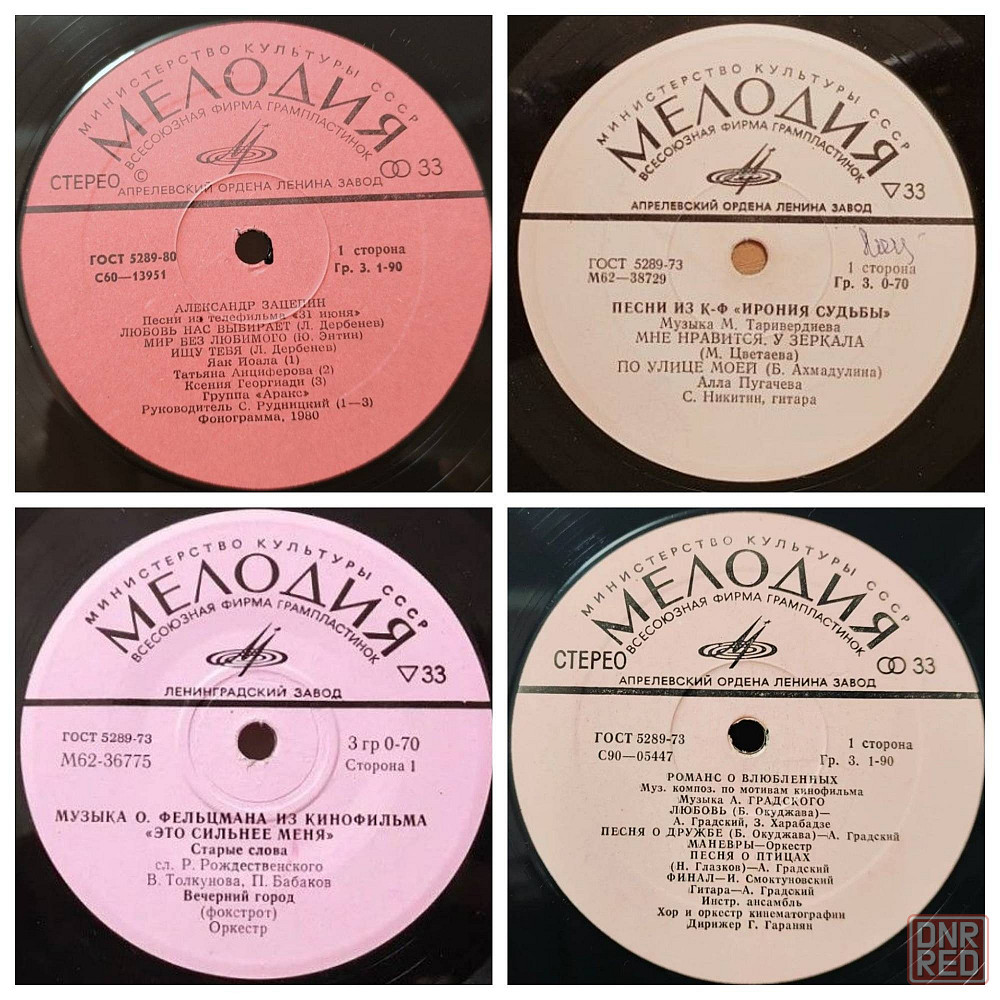 МИНИСТЕРСТВО КУЛЬТУРЫ СССР
МЕЛОДИЯ
ВСЕСОЮЗНАЯ ФИРМА ГРАМПЛАСТИНОК
СТЕРЕО © 33
АПРЕЛЕВСКИЙ ОРДЕНА ЛЕНИНА ЗАВОД
ГОСТ 5289-80 1 сторона
С60—13951 Гр. 3. 1-90
АЛЕКСАНДР ЗАЦЕПИН
Песни из телефильма «31 июня»
ЛЮБОВЬ НАС ВЫБИРАЕТ (Л. Дербенев)
МИР БЕЗ ЛЮБИМОГО (Ю. Энтин)
ИЩУ ТЕБЯ (Л. Дербенев)
Яак Йоала (1)
Татьяна Анциферова (2)
Ксения Георгиади (3)
Группа «Аракс»
Руководитель С. Рудницкий (1—3)
Фонограмма, 1980
МИНИСТЕРСТВО КУЛЬТУРЫ СССР
МЕЛОДИЯ
ВСЕСОЮЗНАЯ ФИРМА ГРАМПЛАСТИНОК
▽33
АПРЕЛЕВСКИЙ ОРДЕНА ЛЕНИНА ЗАВОД
ГОСТ 5289-73 1 сторона
М62—38729 Гр. 3. 0-70
ПЕСНИ ИЗ К-Ф «ИРОНИЯ СУДЬБЫ»
Музыка М. Таривердиева
МНЕ НРАВИТСЯ. У ЗЕРКАЛА
(М. Цветаева)
ПО УЛИЦЕ МОЕЙ (Б. Ахмадулина)
Алла Пугачева
С. Никитин, гитара
МИНИСТЕРСТВО КУЛЬТУРЫ СССР
МЕЛОДИЯ
ВСЕСОЮЗНАЯ ФИРМА ГРАМПЛАСТИНОК
▽33
ЛЕНИНГРАДСКИЙ ЗАВОД
ГОСТ 5289-73 3 гр 0-70
М62-36775 Сторона 1
МУЗЫКА О. ФЕЛЬЦМАНА ИЗ КИНОФИЛЬМА
«ЭТО СИЛЬНЕЕ МЕНЯ»
Старые слова
сл. Р. Рождественского
В. Толкунова, П. Бабаков
Вечерний город
(фокстрот)
Оркестр
МИНИСТЕРСТВО КУЛЬТУРЫ СССР
МЕЛОДИЯ
ВСЕСОЮЗНАЯ ФИРМА ГРАМПЛАСТИНОК
СТЕРЕО 33
АПРЕЛЕВСКИЙ ОРДЕНА ЛЕНИНА ЗАВОД
ГОСТ 5289-73 1 сторона
С90—05447 Гр. 3. 1-90
РОМАНС О ВЛЮБЛЕННЫХ
Муз. композ. по мотивам кинофильма
Музыка А. ГРАДСКОГО
ЛЮБОВЬ (Б. Окуджава)—
А. Градский, З. Харабадзе
ПЕСНЯ О ДРУЖБЕ (Б. Окуджава)—А. Градский
МАНЕВРЫ—Оркестр
ПЕСНЯ О ПТИЦАХ
(Н. Глазков)—А. Градский
ФИНАЛ—И. Смоктуновский
Гитара—А. Градский
Инстр. ансамбль
Хор и оркестр кинематографии
Дирижер Г. Гаранян
DNR
RED